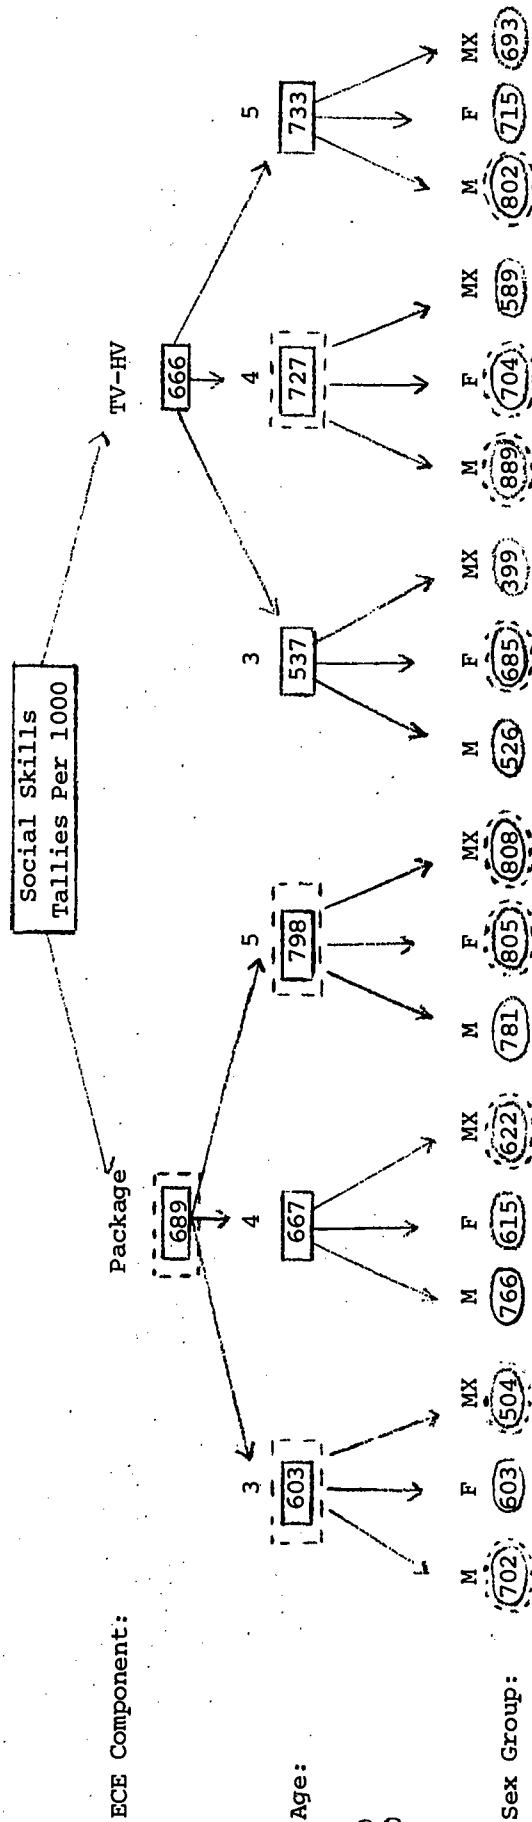 Social Skills
Tallies Per 1000
ECE Component: Package TV-HV
689 666
Age: 3 4 5 3 4 5
603 667 798 537 727 733
Sex Group: M F MX M F MX M F MX M F MX M F MX M F MX
702 603 504 766 615 622 781 805 808 526 685 399 889 704 589 802 715 693